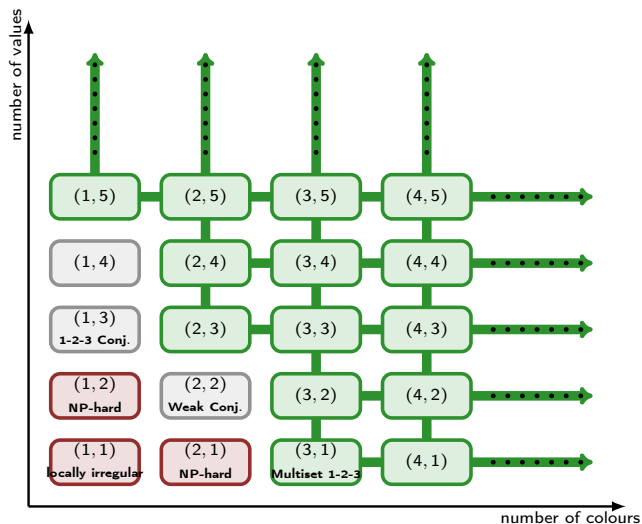 number of values
(1, 5)
(2, 5)
(3, 5)
(4, 5)
(1, 4)
(2, 4)
(3, 4)
(4, 4)
(1, 3)
1-2-3 Conj.
(2, 3)
(3, 3)
(4, 3)
(1, 2)
NP-hard
(2, 2)
Weak Conj.
(3, 2)
(4, 2)
(1, 1)
locally irregular
(2, 1)
NP-hard
(3, 1)
Multiset 1-2-3
(4, 1)
number of colours